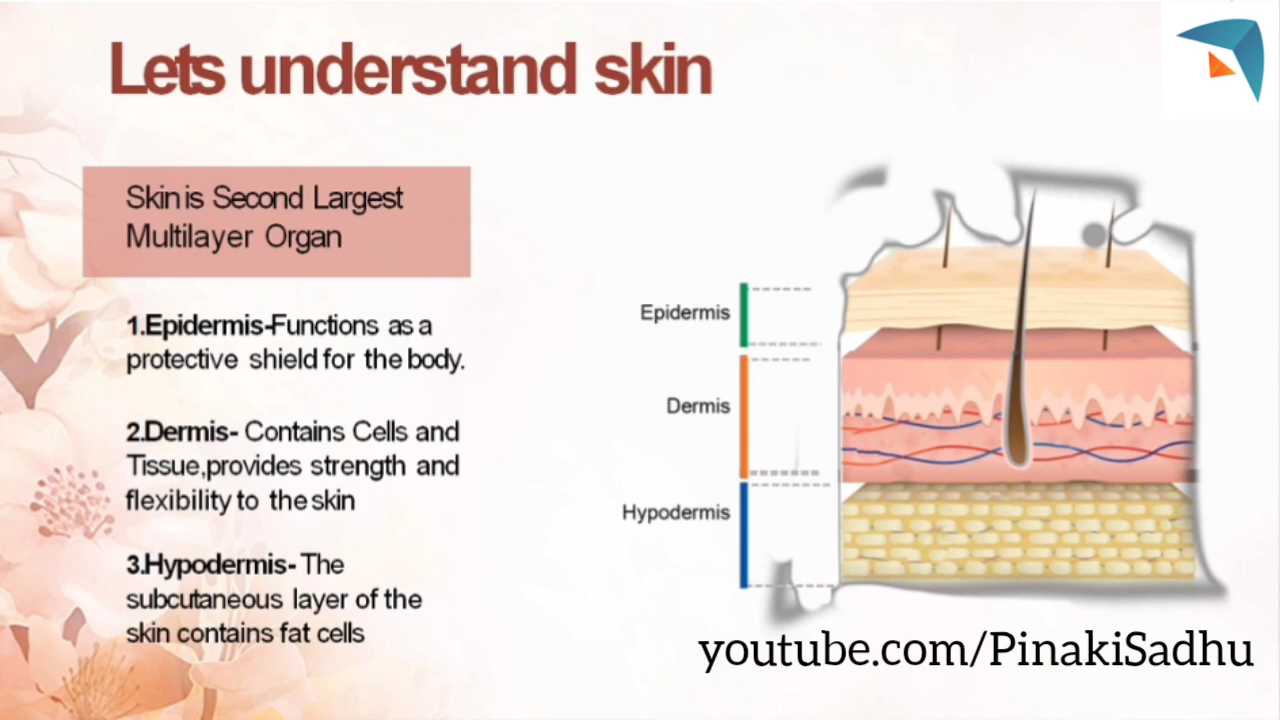 Lets understand skin
Skin is Second Largest
Multilayer Organ
1.Epidermis-Functions as a
protective shield for the body.
2.Dermis- Contains Cells and
Tissue,provides strength and
flexibility to the skin
3.Hypodermis- The
subcutaneous layer of the
skin contains fat cells
Epidermis
Dermis
Hypodermis
youtube.com/PinakiSadhu